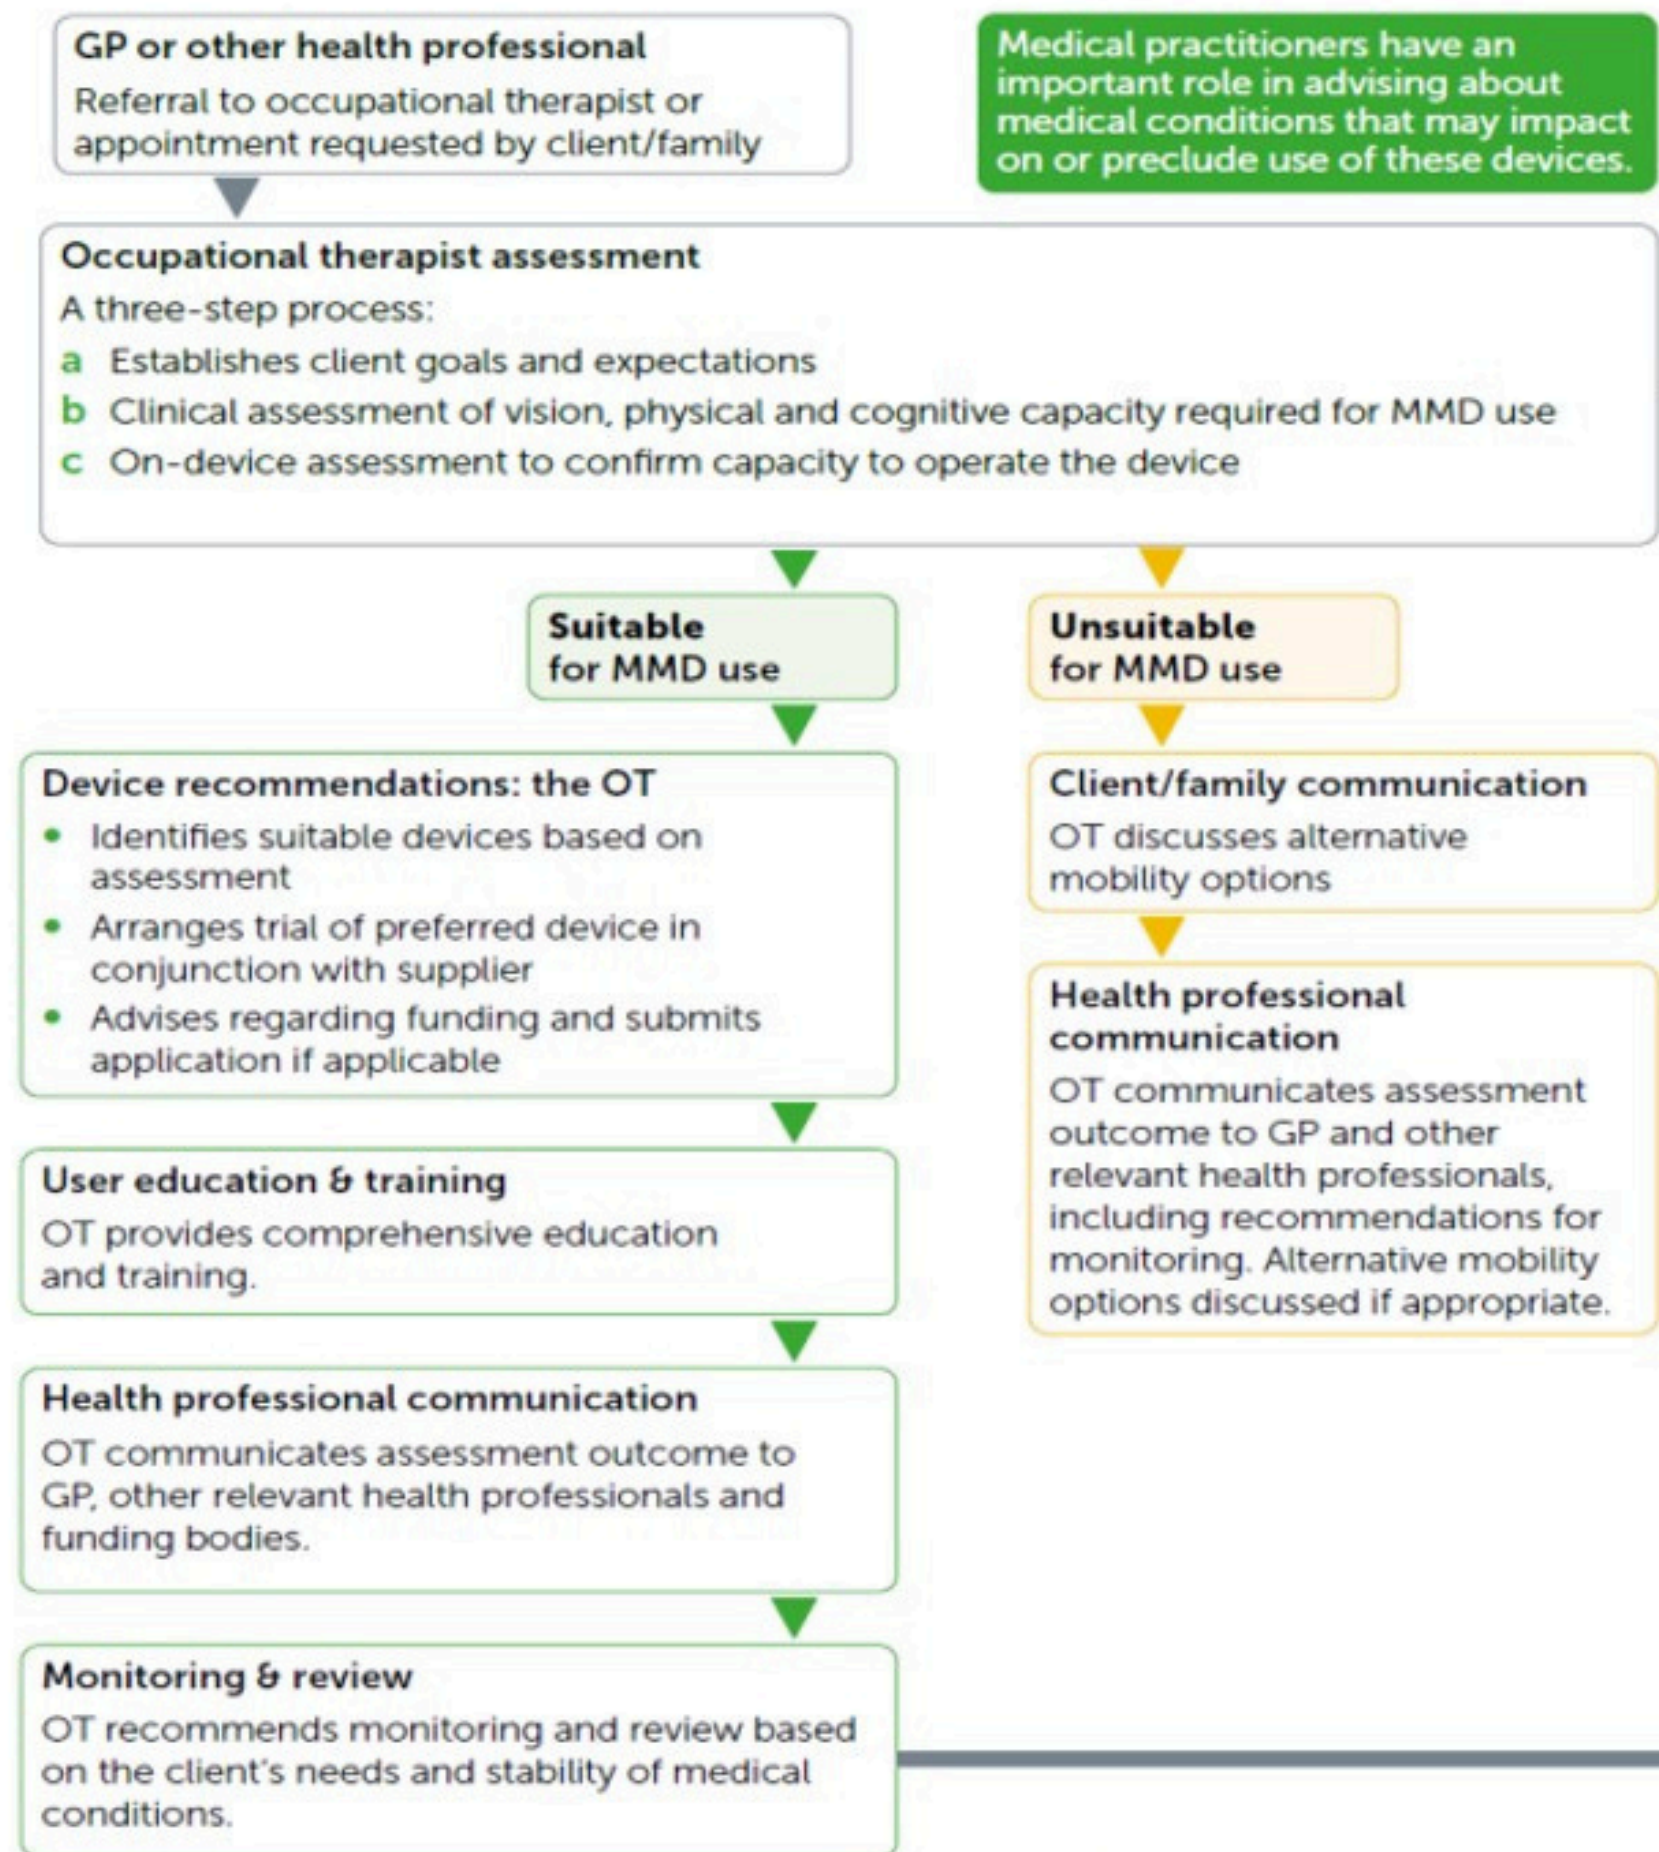 GP or other health professional
Referral to occupational therapist or
appointment requested by client/family
Medical practitioners have an
important role in advising about
medical conditions that may impact
on or preclude use of these devices.
Occupational therapist assessment
A three-step process:
a Establishes client goals and expectations
b Clinical assessment of vision, physical and cognitive capacity required for MMD use
c On-device assessment to confirm capacity to operate the device
Suitable
for MMD use
Unsuitable
for MMD use
Device recommendations: the OT
• Identifies suitable devices based on
assessment
• Arranges trial of preferred device in
conjunction with supplier
• Advises regarding funding and submits
application if applicable
User education & training
OT provides comprehensive education
and training.
Health professional communication
OT communicates assessment outcome to
GP, other relevant health professionals and
funding bodies.
Monitoring & review
OT recommends monitoring and review based
on the client's needs and stability of medical
conditions.
Client/family communication
OT discusses alternative
mobility options
Health professional
communication
OT communicates assessment
outcome to GP and other
relevant health professionals,
including recommendations for
monitoring. Alternative mobility
options discussed if appropriate.